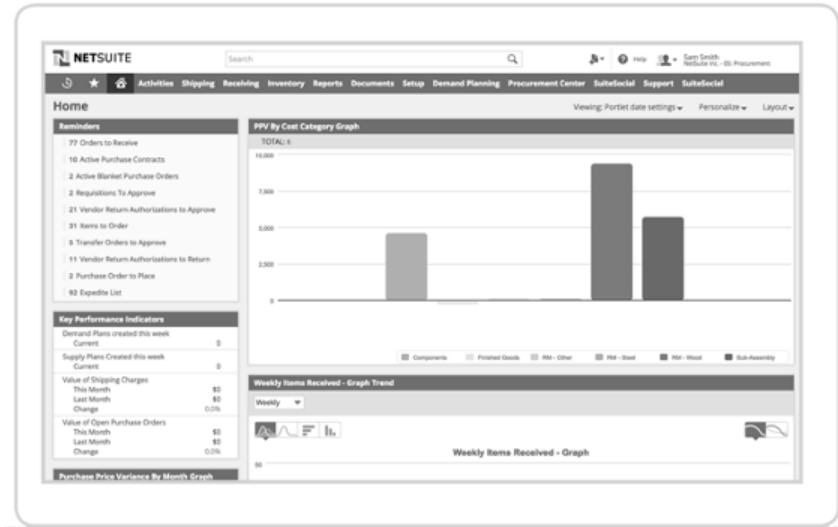 NETSUITE
Search
Help
Sam Smith
NetSuite Inc. - 05: Procurement
Activities Shipping Receiving Inventory Reports Documents Setup Demand Planning Procurement Center SuiteSocial Support SuiteSocial
Home
Viewing: Portlet date settings Personalize Layout
Reminders
77 Orders to Receive
10 Active Purchase Contracts
2 Active Blanket Purchase Orders
2 Requisitions To Approve
21 Vendor Return Authorizations to Approve
31 Items to Order
5 Transfer Orders to Approve
11 Vendor Return Authorizations to Return
2 Purchase Order to Place
92 Expedite List
Key Performance Indicators
Demand Plans created this week
Current 0
Supply Plans Created this week
Current 0
Value of Shipping Charges
This Month $0
Last Month $0
Change 0.0%
Value of Open Purchase Orders
This Month $0
Last Month $0
Change 0.0%
Purchase Price Variance By Month Graph
PPV By Cost Category Graph
TOTAL: 6
10,000
7,500
5,000
2,500
0
Components Finished Goods RM - Other RM - Steel RM - Wood Sub-Assembly
Weekly Items Received - Graph Trend
Weekly
Weekly Items Received - Graph
50